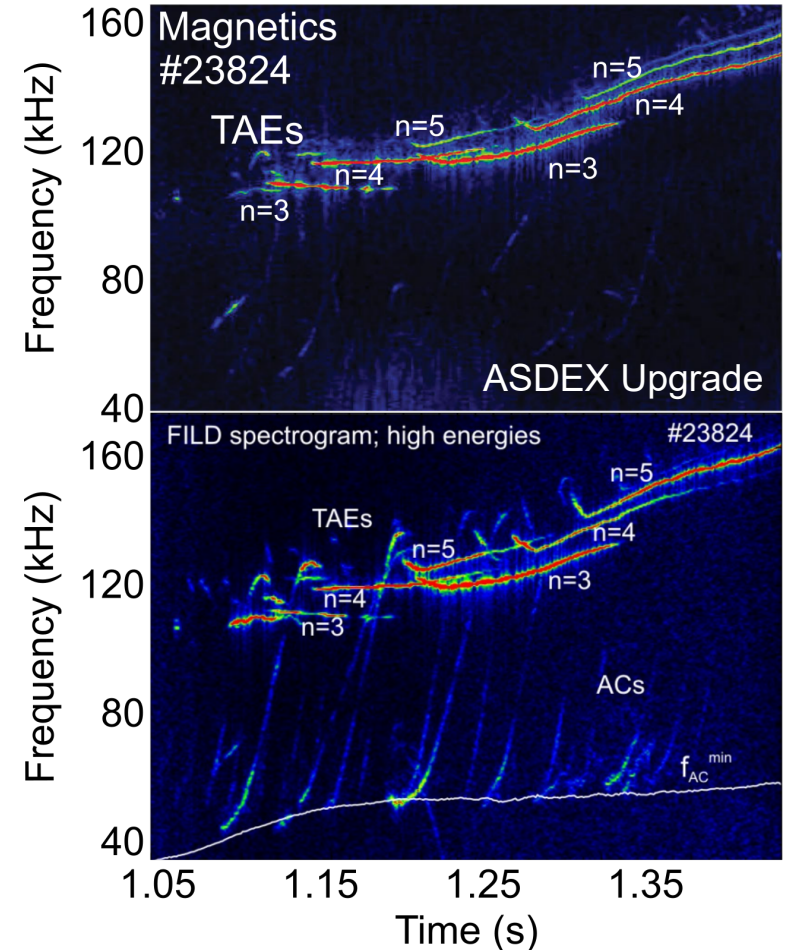 160
Magnetics
#23824
n=5
TAEs
n=5
n=4
120
n=4
n=3
n=3
Frequency (kHz)
80
ASDEX Upgrade
40
FILD spectrogram; high energies
#23824
160
n=5
TAEs
n=5
n=4
120
n=4
n=3
n=3
Frequency (kHz)
ACs
80
f_AC^min
40
1.05 1.15 1.25 1.35
Time (s)